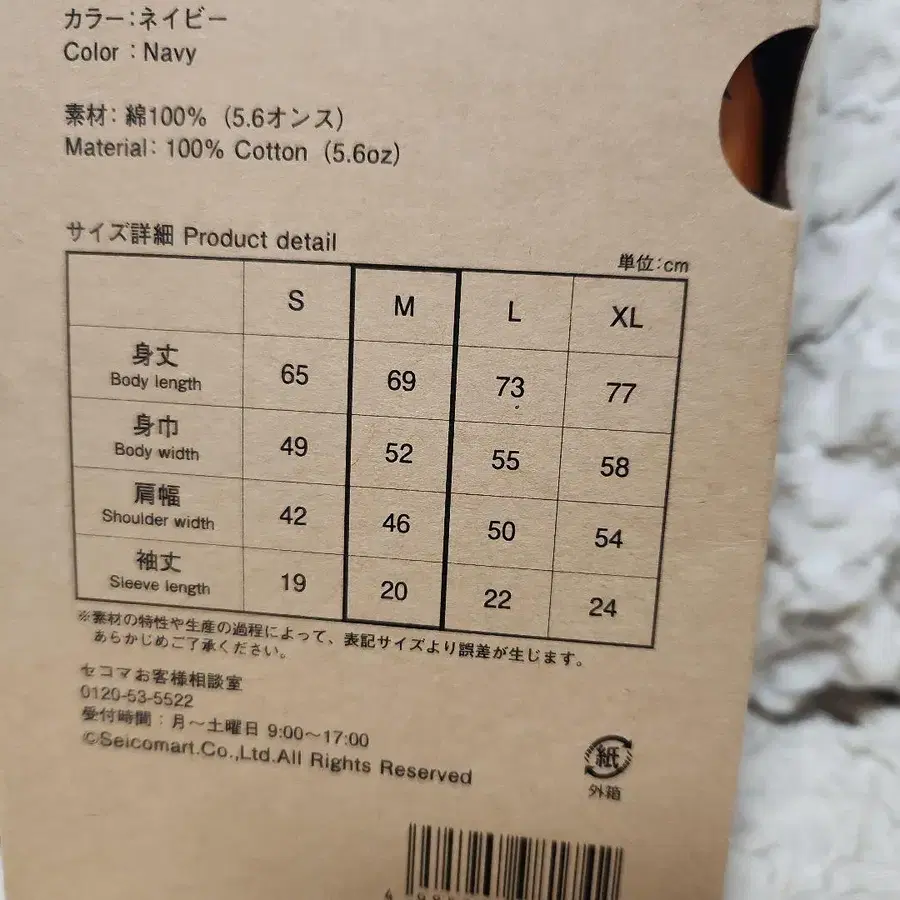 カラー:ネイビー
Color : Navy
素材: 綿100% (5.6オンス)
Material: 100% Cotton (5.6oz)
サイズ詳細 Product detail
単位:cm
S M L XL
身丈 Body length 65 69 73 77
身巾 Body width 49 52 55 58
肩幅 Shoulder width 42 46 50 54
袖丈 Sleeve length 19 20 22 24
※素材の特性や生産の過程によって、表記サイズより誤差が生じます。
あらかじめご了承ください。
セコマお客様相談室
0120-53-5522
受付時間:月〜土曜日 9:00〜17:00
©Seicomart.Co.,Ltd.All Rights Reserved
紙
外箱